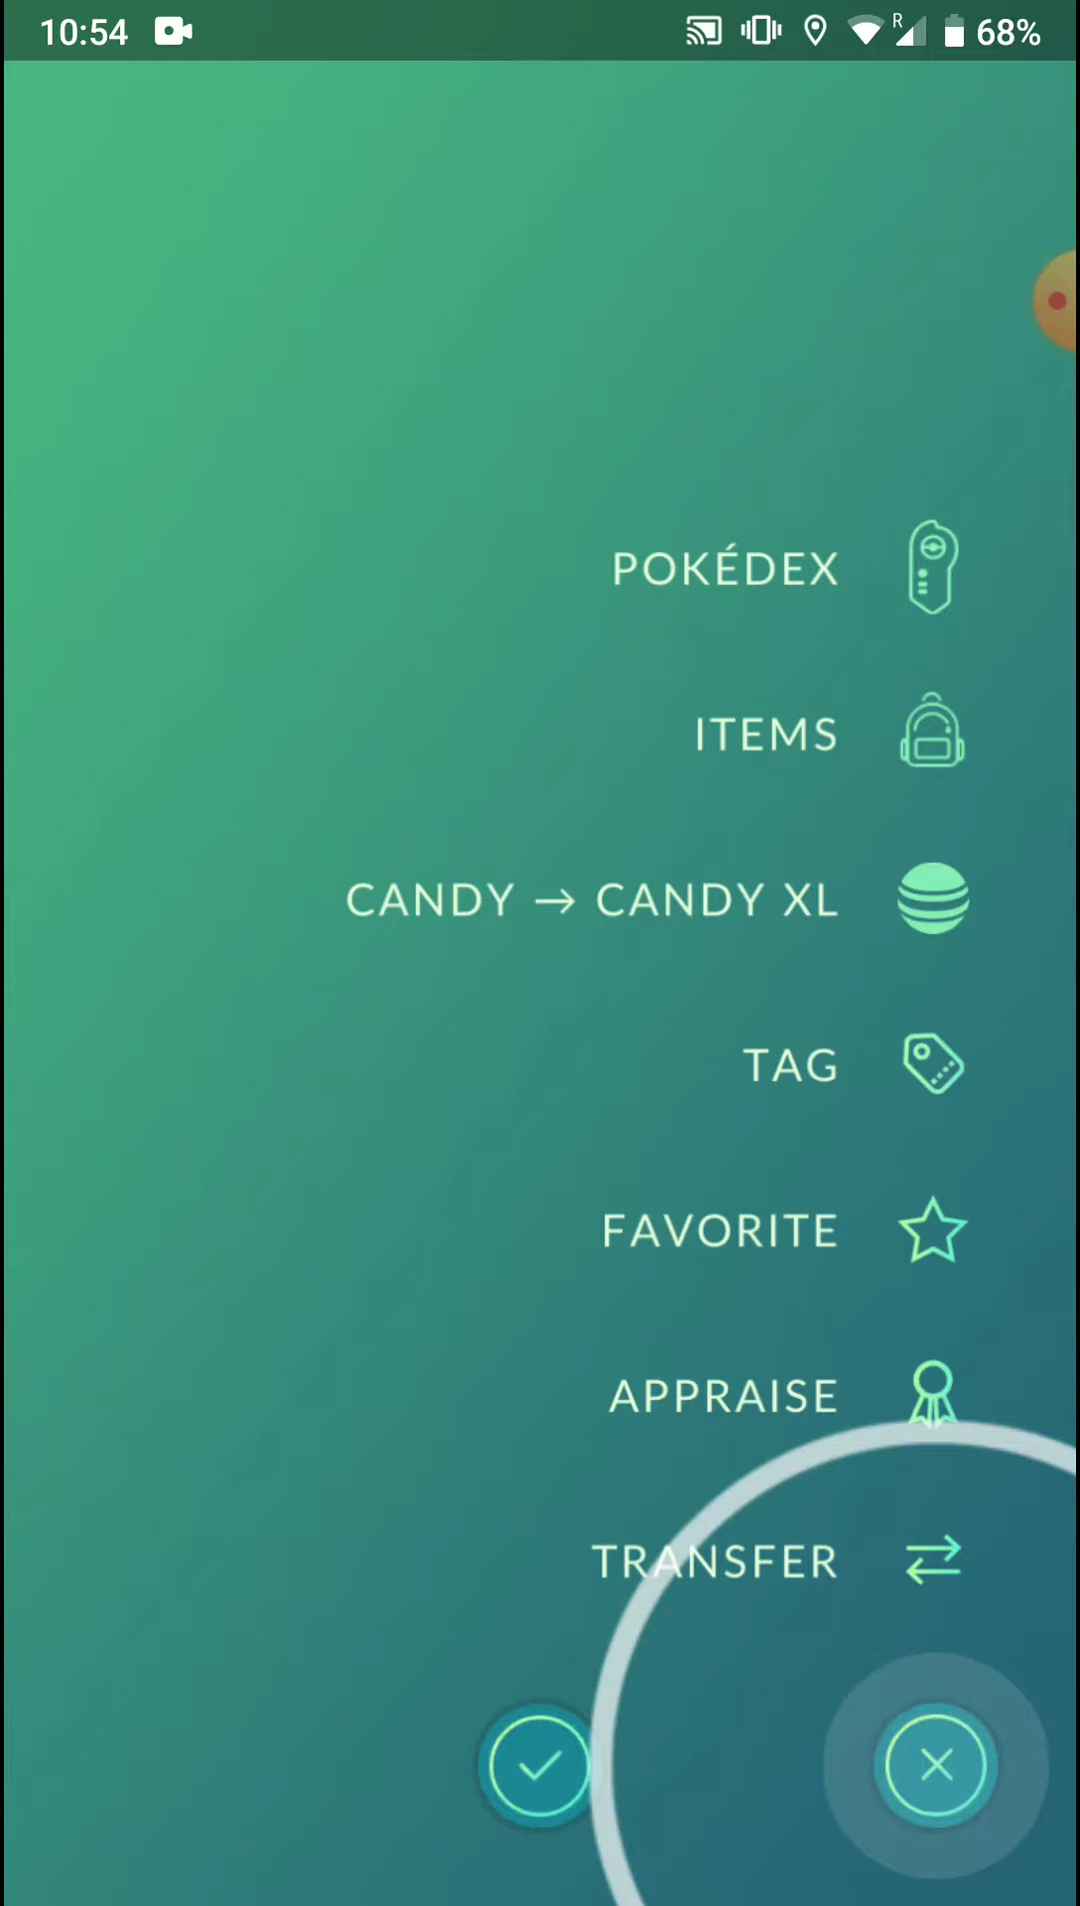 10:54 R 68%
POKÉDEX
ITEMS
CANDY → CANDY XL
TAG
FAVORITE
APPRAISE
TRANSFER